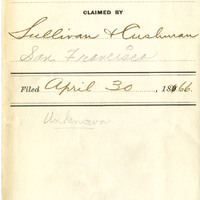 CLAIMED BY
Sullivan & Cushman
San Francisco
Filed April 30, 1866.
Unknown